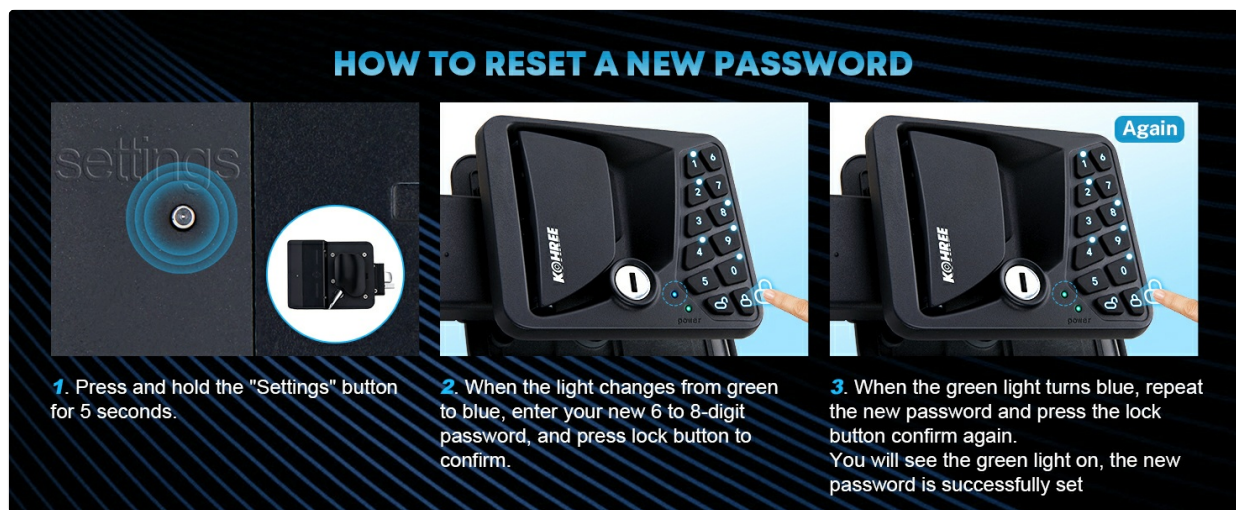 HOW TO RESET A NEW PASSWORD
settings
1. Press and hold the "Settings" button
for 5 seconds.
KOHREE
1 6
2 7
3 8
4 9
5 0
power
2. When the light changes from green
to blue, enter your new 6 to 8-digit
password, and press lock button to
confirm.
Again
KOHREE
1 6
2 7
3 8
4 9
5 0
power
3. When the green light turns blue, repeat
the new password and press the lock
button confirm again.
You will see the green light on, the new
password is successfully set